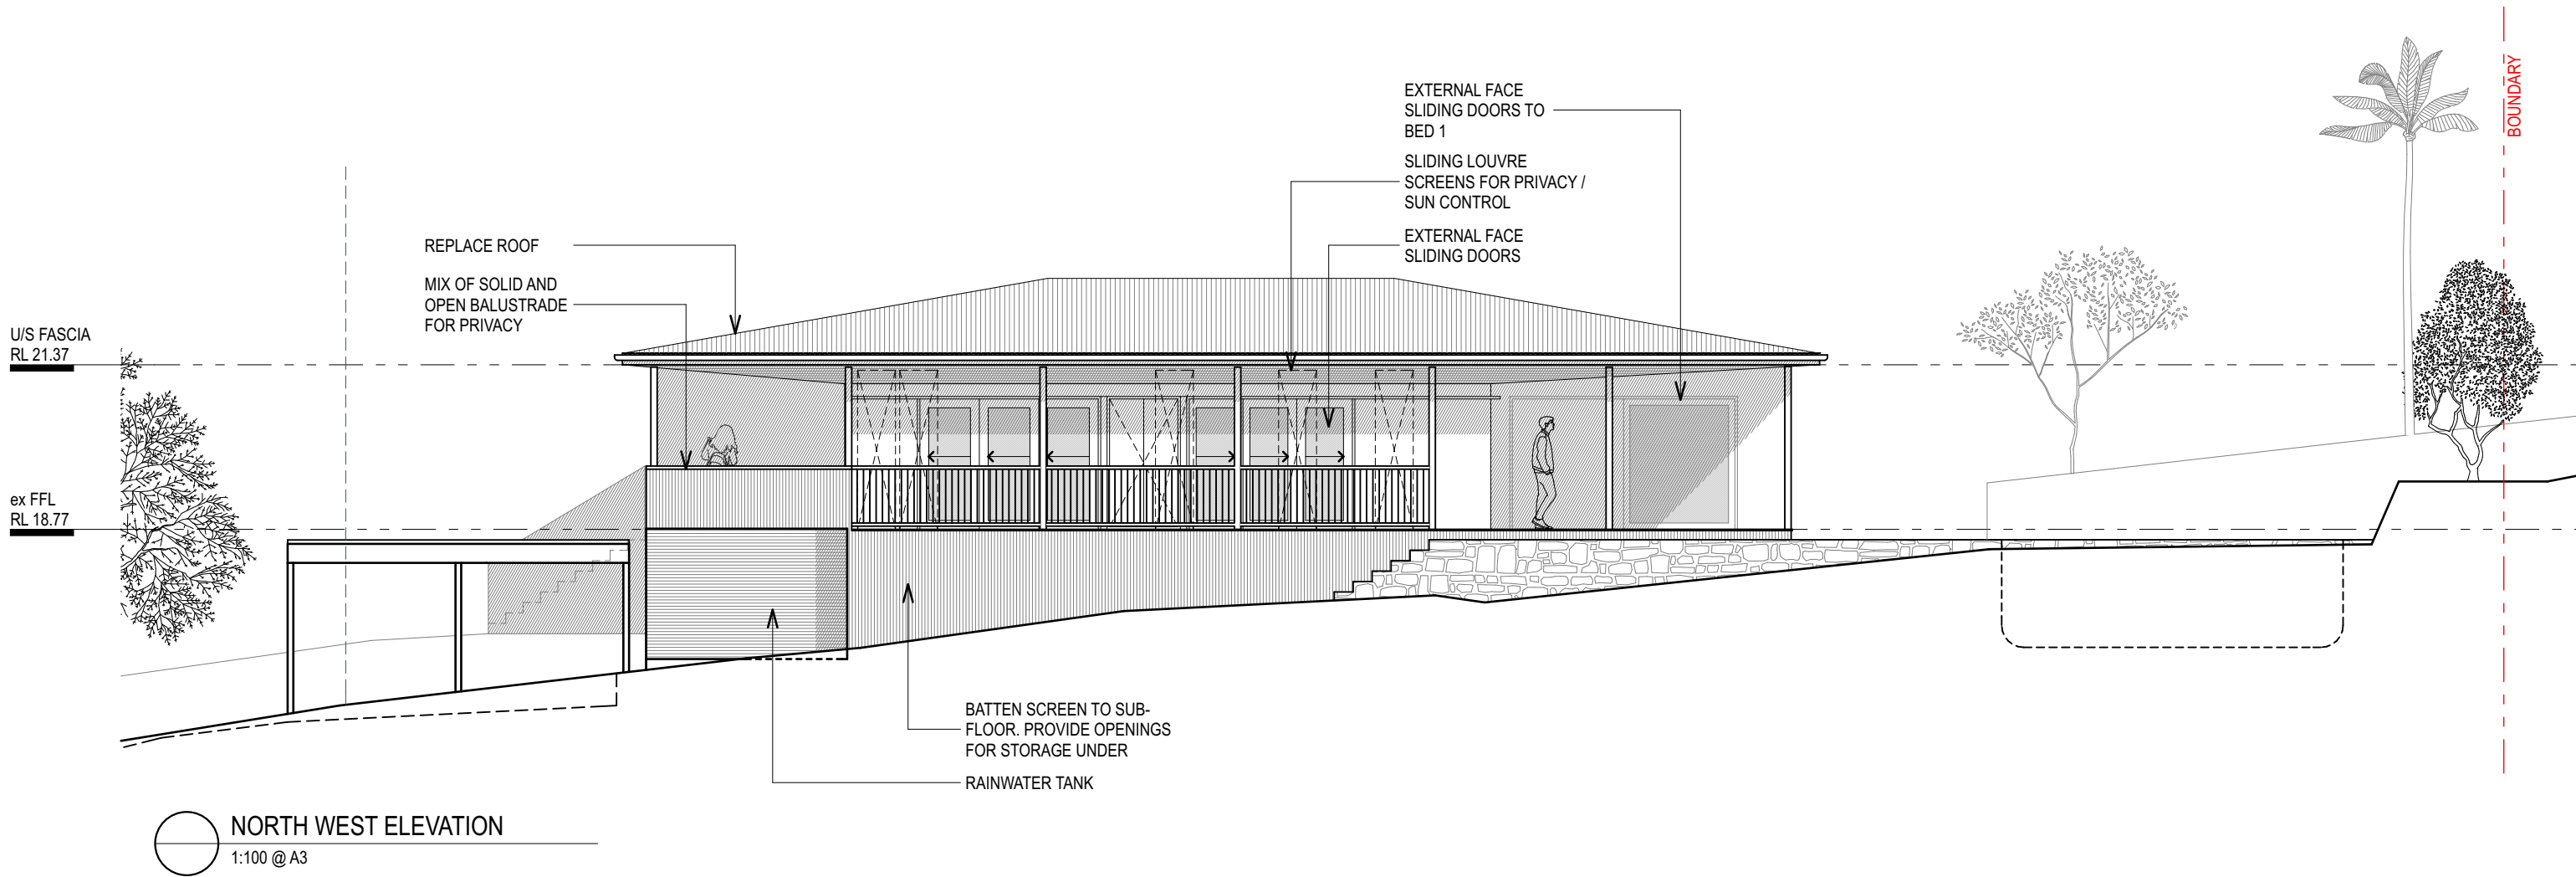 EXTERNAL FACE
SLIDING DOORS TO
BED 1
SLIDING LOUVRE
SCREENS FOR PRIVACY /
SUN CONTROL
EXTERNAL FACE
SLIDING DOORS
BOUNDARY
REPLACE ROOF
MIX OF SOLID AND
OPEN BALUSTRADE
FOR PRIVACY
U/S FASCIA
RL 21.37
ex FFL
RL 18.77
BATTEN SCREEN TO SUB-
FLOOR. PROVIDE OPENINGS
FOR STORAGE UNDER
RAINWATER TANK
NORTH WEST ELEVATION
1:100 @ A3